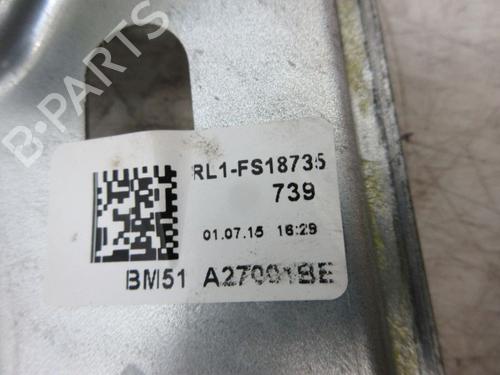 B-PARTS
RL1-FS18735
739
01.07.15 16:29
BM51 A27001BE